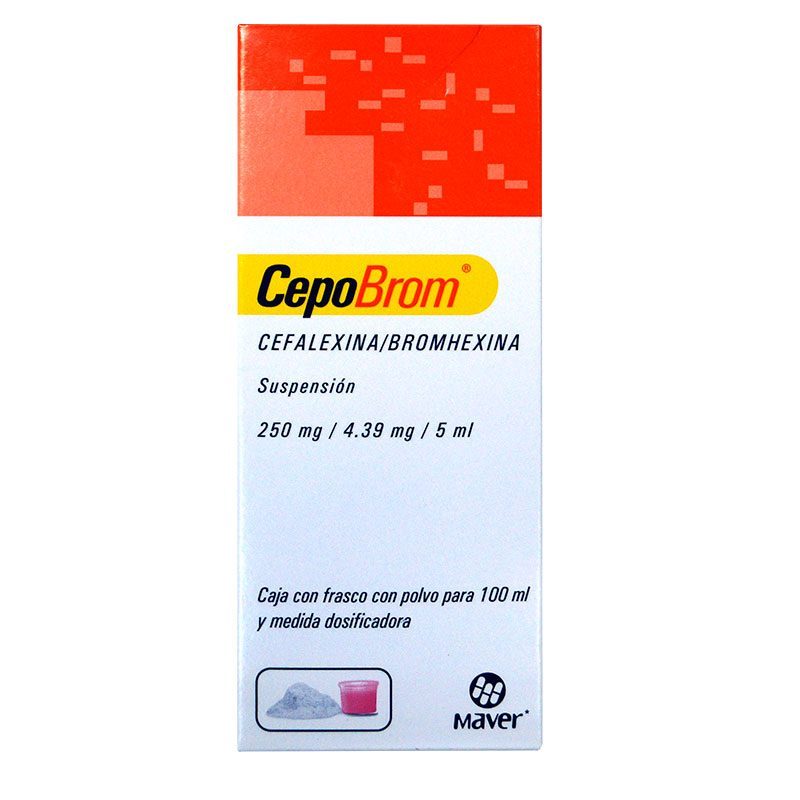 CepoBrom®
CEFALEXINA/BROMHEXINA
Suspensión
250 mg / 4.39 mg / 5 ml
Caja con frasco con polvo para 100 ml
y medida dosificadora
Maver*